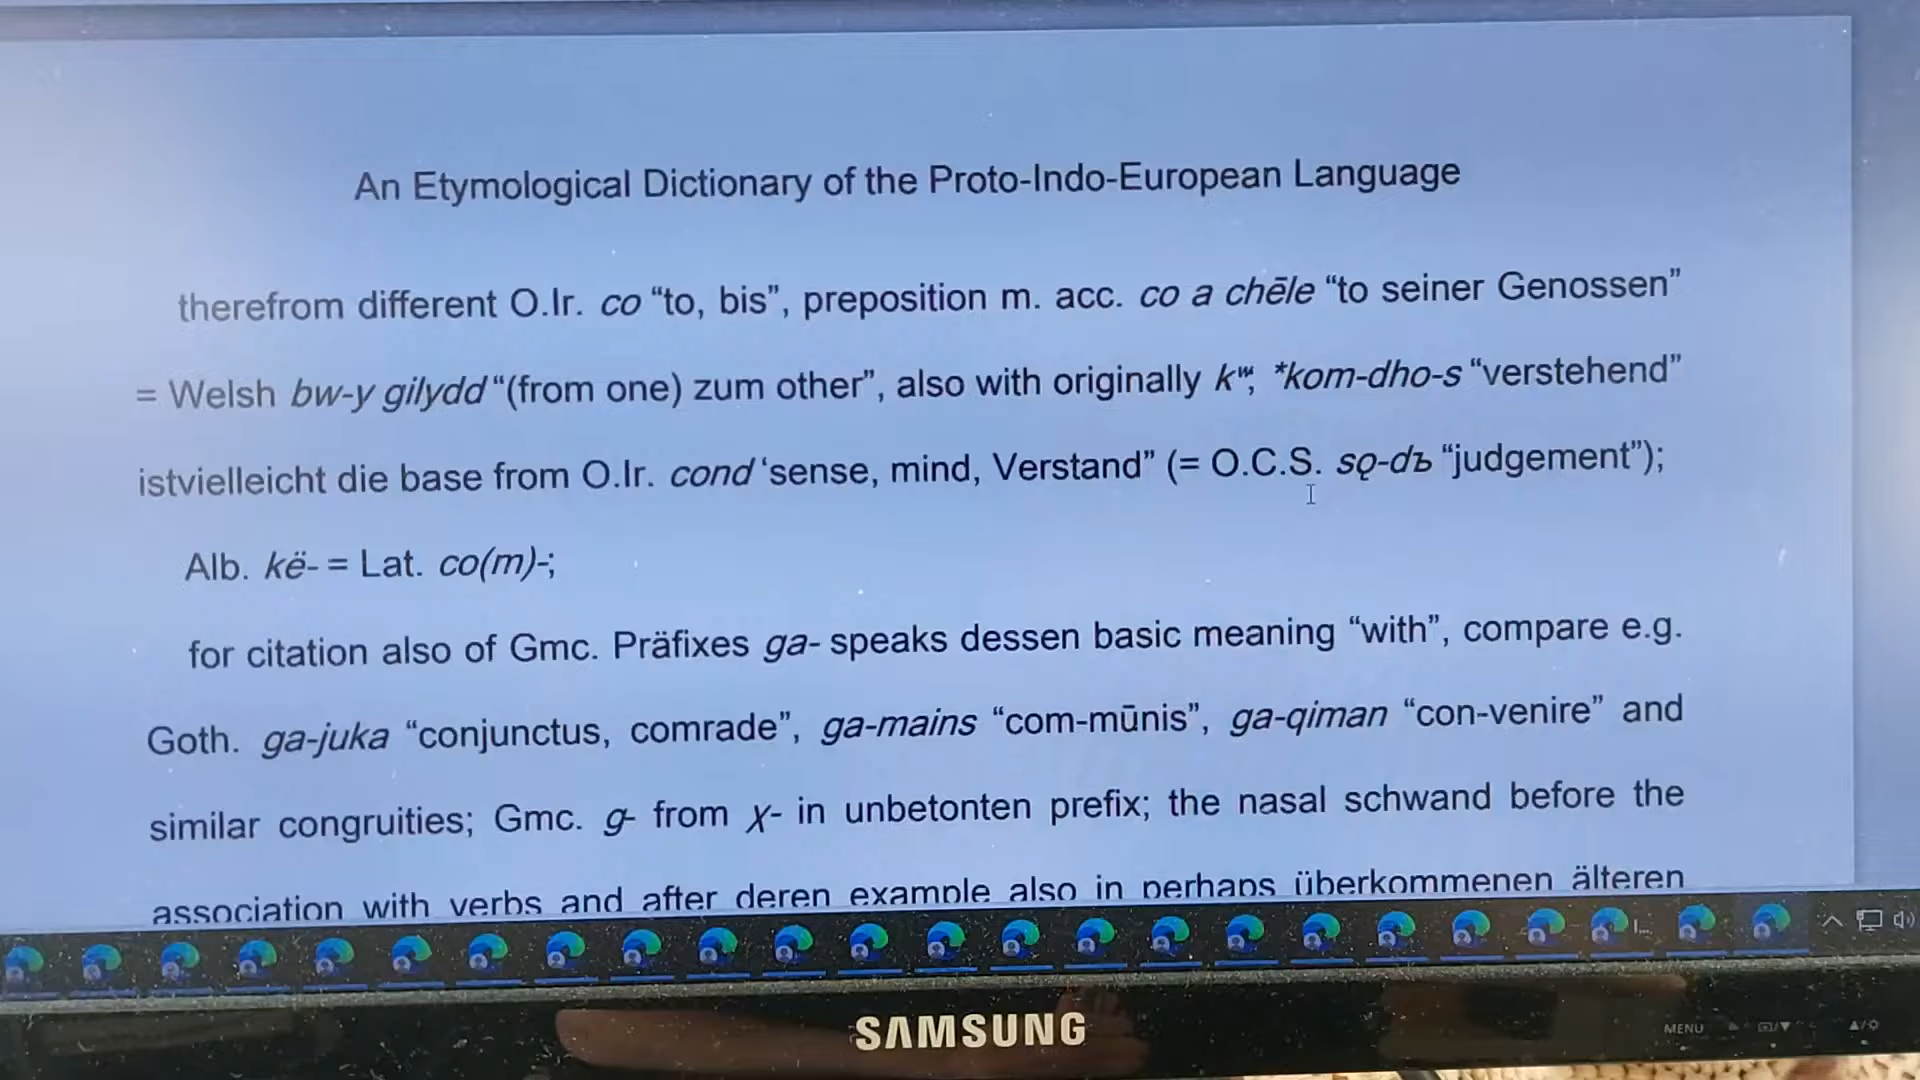 An Etymological Dictionary of the Proto-Indo-European Language
therefrom different O.Ir. co “to, bis”, preposition m. acc. co a chēle “to seiner Genossen”
= Welsh bw-y gilydd “(from one) zum other”, also with originally kʷ; *kom-dho-s “verstehend”
istvielleicht die base from O.Ir. cond ‘sense, mind, Verstand” (= O.C.S. sǫ-dъ “judgement”);
Alb. kë- = Lat. co(m)-;
for citation also of Gmc. Präfixes ga- speaks dessen basic meaning “with”, compare e.g.
Goth. ga-juka “conjunctus, comrade”, ga-mains “com-mūnis”, ga-qiman “con-venire” and
similar congruities; Gmc. g- from χ- in unbetonten prefix; the nasal schwand before the
association with verbs and after deren example also in perhaps überkommenen älteren
I...
SAMSUNG
MENU